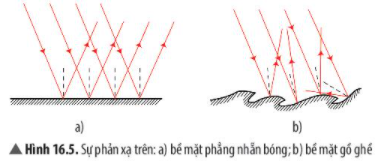 a) b)
▲ Hình 16.5. Sự phản xạ trên: a) bề mặt phẳng nhẵn bóng; b) bề mặt gồ ghề